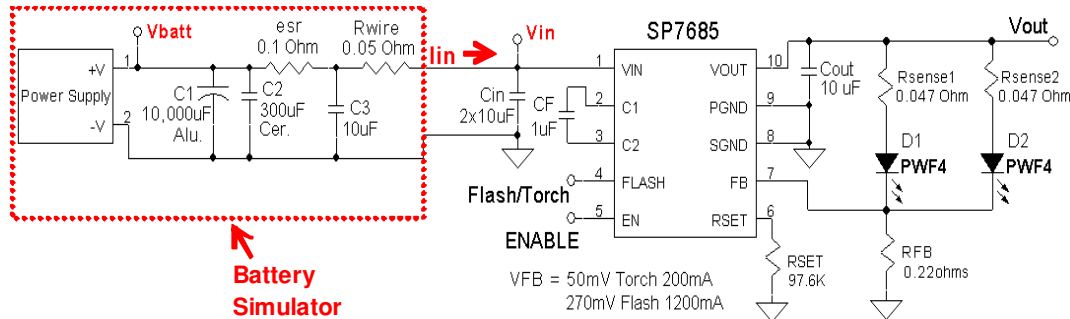 Vbatt
esr
0.1 Ohm
Rwire
0.05 Ohm
Iin
Vin
SP7685
Vout
Power Supply
+V
-V
1
2
C1
10,000uF
Alu.
C2
300uF
Cer.
C3
10uF
Cin
2x10uF
CF
1uF
1
2
3
4
5
VIN
C1
C2
FLASH
EN
VOUT
PGND
SGND
FB
RSET
10
9
8
7
6
Cout
10 uF
Rsense1
0.047 Ohm
Rsense2
0.047 Ohm
D1
PWF4
D2
PWF4
Flash/Torch
ENABLE
RSET
97.6K
RFB
0.22ohms
VFB = 50mV Torch 200mA
270mV Flash 1200mA
Battery
Simulator